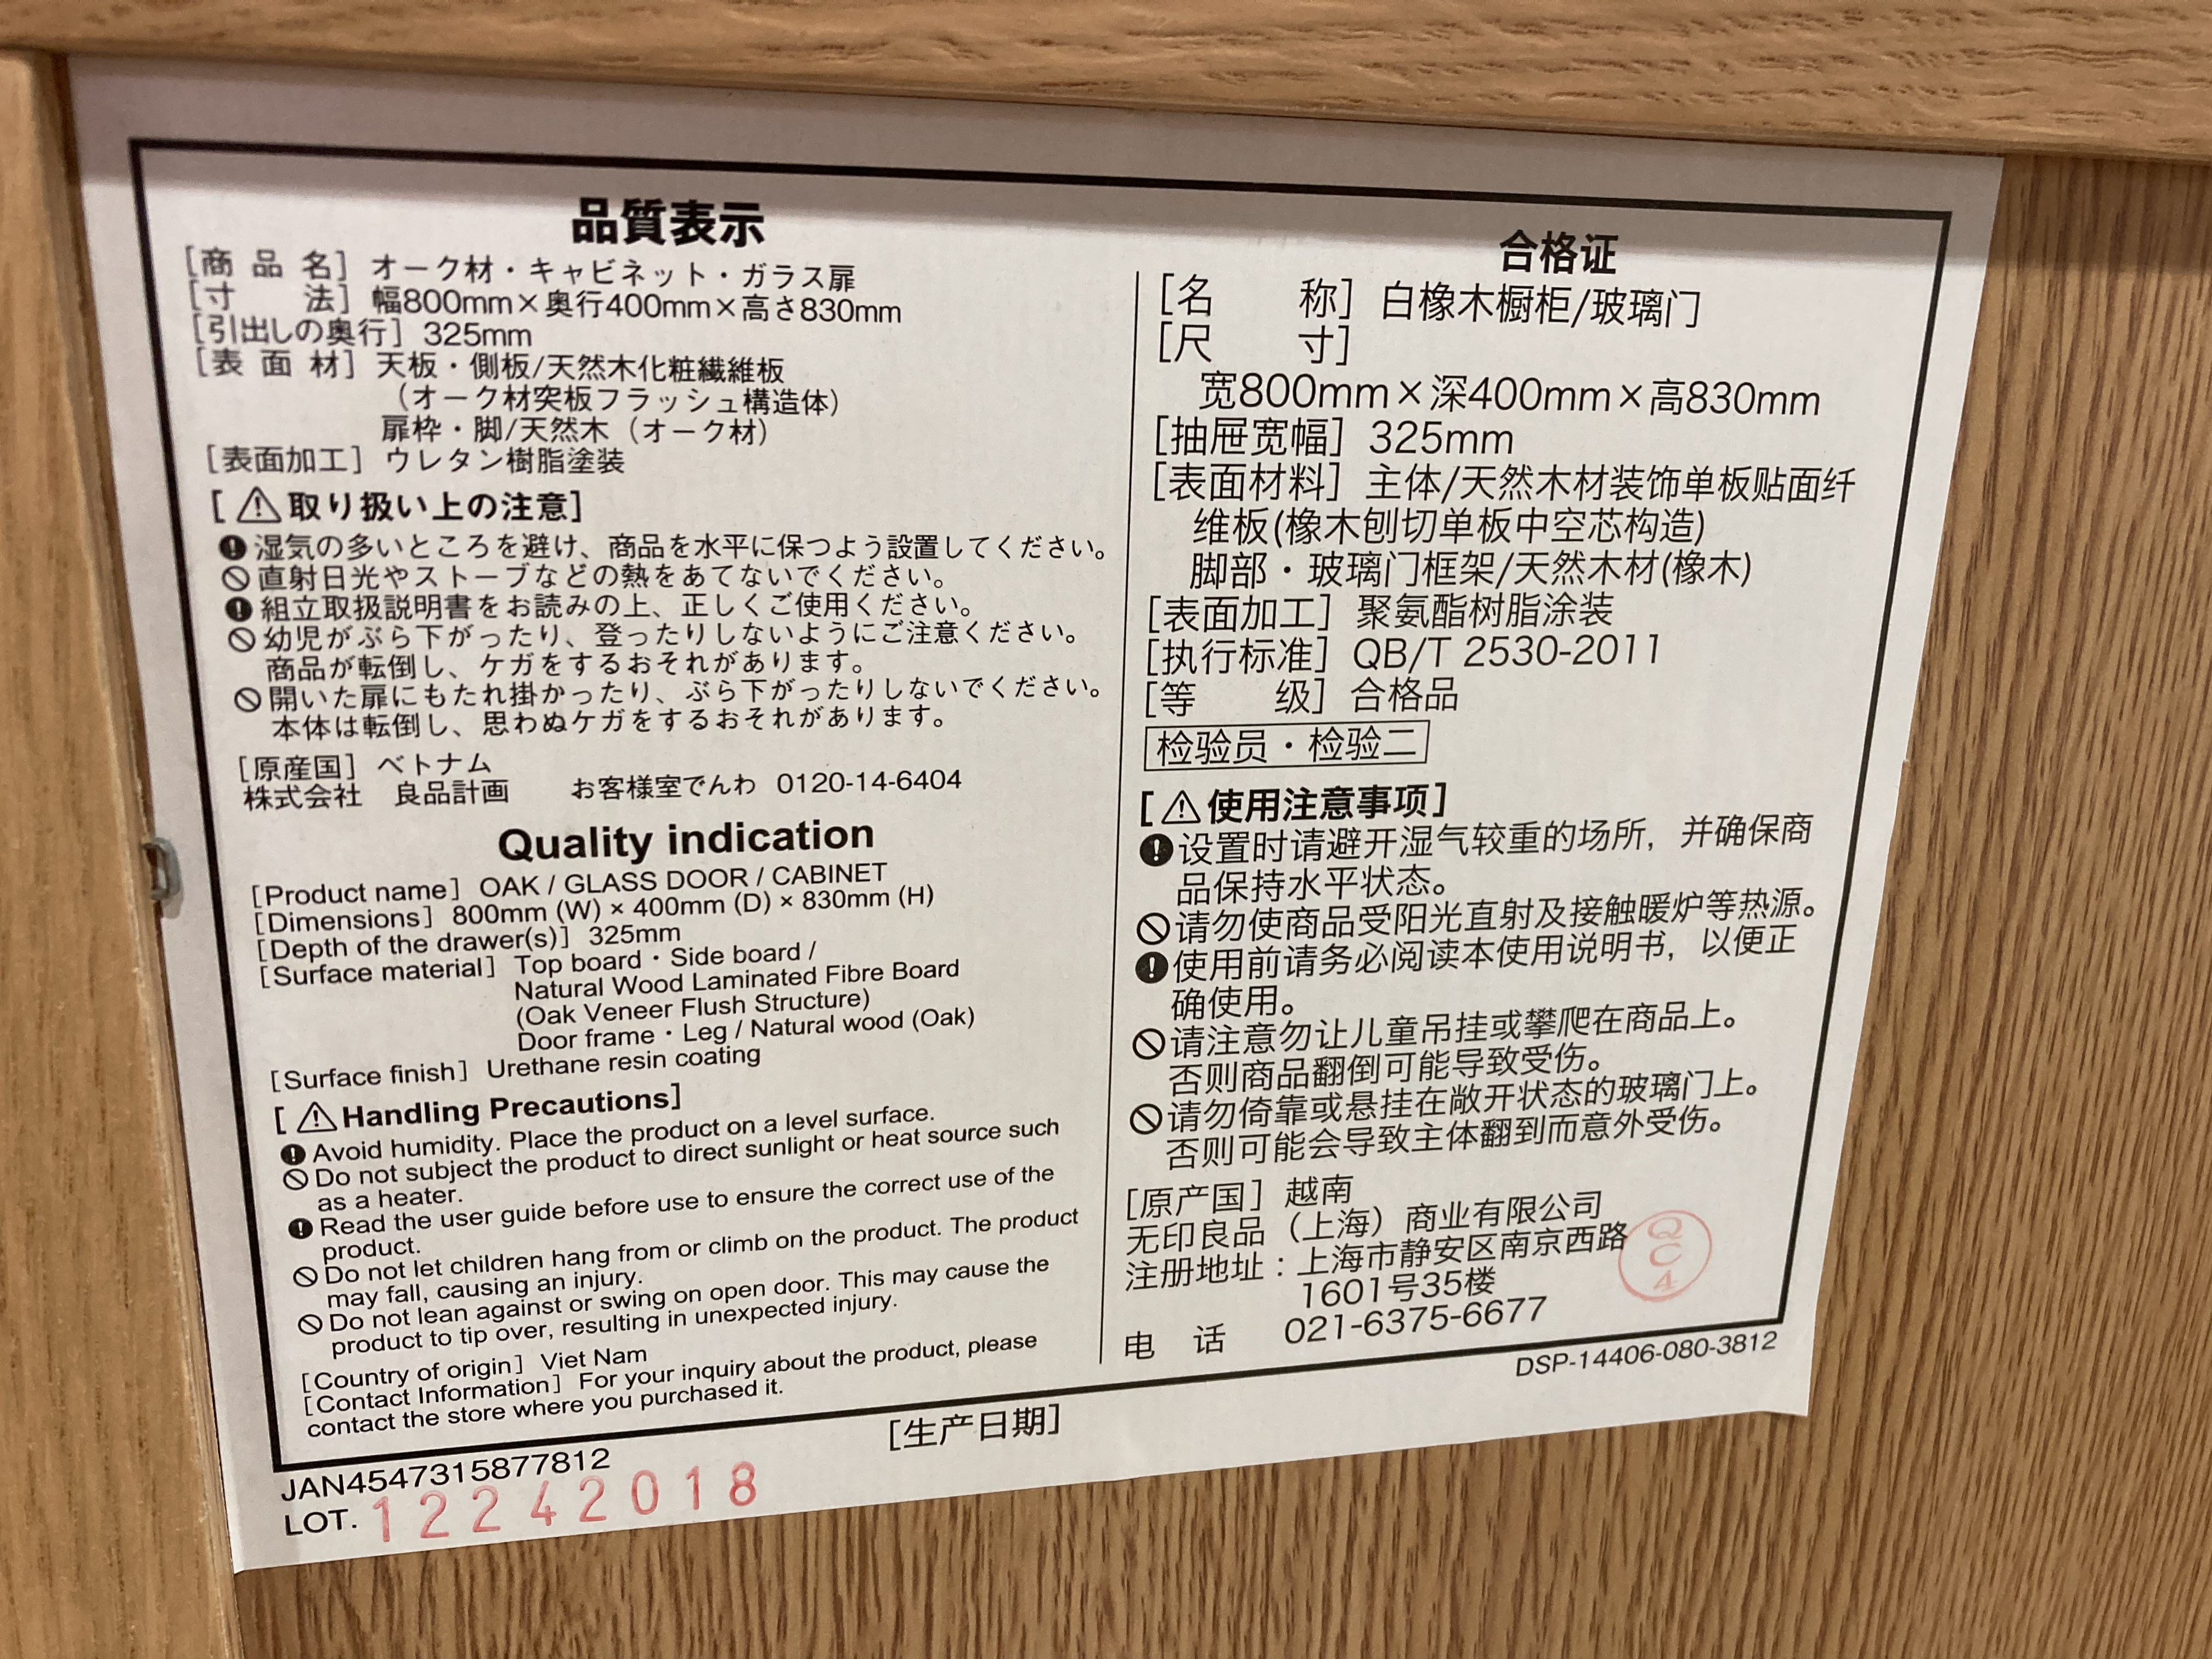 品質表示
[商品名] オーク材・キャビネット・ガラス扉
[寸法] 幅800mm×奥行400mm×高さ830mm
[引出しの奥行] 325mm
[表面材] 天板・側板/天然木化粧繊維板
(オーク材突板フラッシュ構造体)
扉枠・脚/天然木(オーク材)
[表面加工] ウレタン樹脂塗装
[⚠取り扱い上の注意]
湿気の多いところを避け、商品を水平に保つよう設置してください。
直射日光やストーブなどの熱をあてないでください。
組立取扱説明書をお読みの上、正しくご使用ください。
幼児がぶら下がったり、登ったりしないようにご注意ください。
商品が転倒し、ケガをするおそれがあります。
開いた扉にもたれ掛かったり、ぶら下がったりしないでください。
本体は転倒し、思わぬケガをするおそれがあります。
[原産国] ベトナム
株式会社 良品計画 お客様室でんわ 0120-14-6404
Quality indication
[Product name] OAK / GLASS DOOR / CABINET
[Dimensions] 800mm (W) × 400mm (D) × 830mm (H)
[Depth of the drawer(s)] 325mm
[Surface material] Top board・Side board /
Natural Wood Laminated Fibre Board
(Oak Veneer Flush Structure)
Door frame・Leg / Natural wood (Oak)
[Surface finish] Urethane resin coating
[⚠Handling Precautions]
Avoid humidity. Place the product on a level surface.
Do not subject the product to direct sunlight or heat source such
as a heater.
Read the user guide before use to ensure the correct use of the
product.
Do not let children hang from or climb on the product. The product
may fall, causing an injury.
Do not lean against or swing on open door. This may cause the
product to tip over, resulting in unexpected injury.
[Country of origin] Viet Nam
[Contact Information] For your inquiry about the product, please
contact the store where you purchased it.
合格证
[名称] 白橡木橱柜/玻璃门
[尺寸]
宽800mm×深400mm×高830mm
[抽屉宽幅] 325mm
[表面材料] 主体/天然木材装饰单板贴面纤
维板(橡木刨切单板中空芯构造)
脚部・玻璃门框架/天然木材(橡木)
[表面加工] 聚氨酯树脂涂装
[执行标准] QB/T 2530-2011
[等级] 合格品
检验员・检验二
[⚠使用注意事项]
设置时请避开湿气较重的场所,并确保商
品保持水平状态。
请勿使商品受阳光直射及接触暖炉等热源。
使用前请务必阅读本使用说明书,以便正
确使用。
请注意勿让儿童吊挂或攀爬在商品上。
否则商品翻倒可能导致受伤。
请勿倚靠或悬挂在敞开状态的玻璃门上。
否则可能会导致主体翻到而意外受伤。
[原产国] 越南
无印良品(上海)商业有限公司
注册地址:上海市静安区南京西路
1601号35楼
电话 021-6375-6677
QC4
DSP-14406-080-3812
[生产日期]
JAN4547315877812
LOT. 12242018